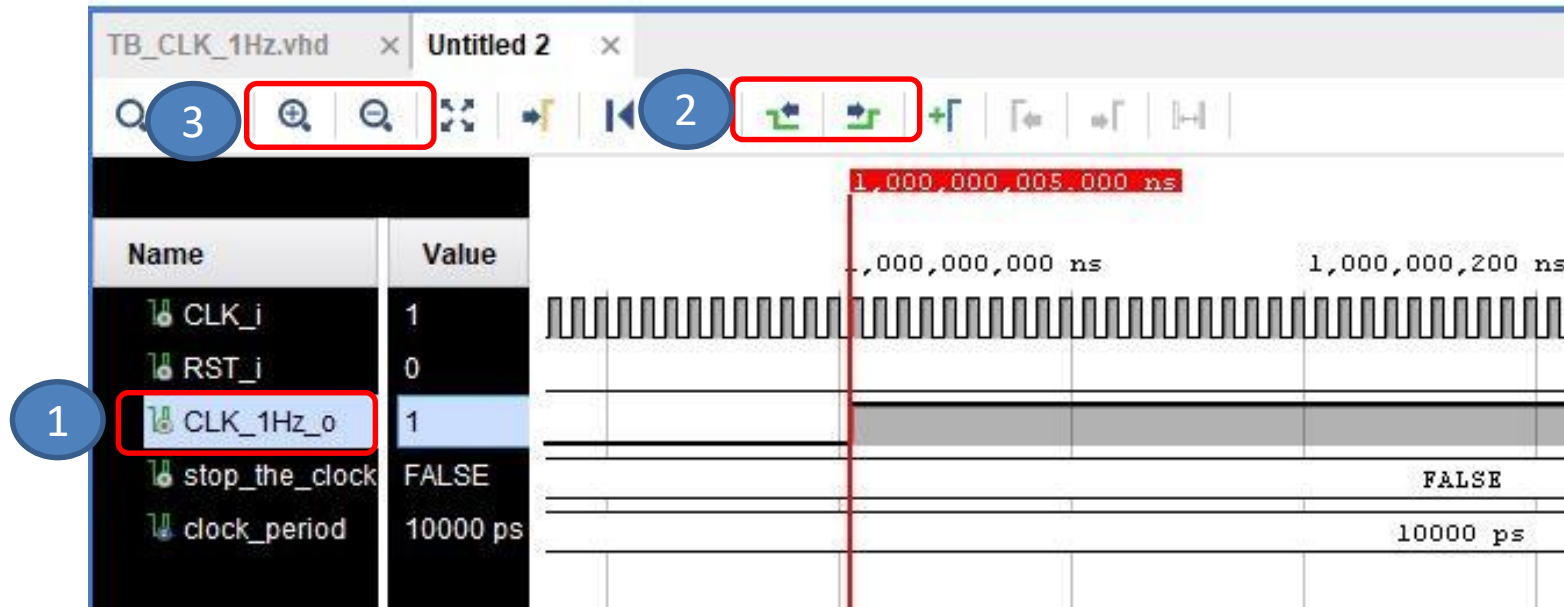 TB_CLK_1Hz.vhd × Untitled 2 ×
3 2
1,000,000,005.000 ns
Name Value ,000,000,000 ns 1,000,000,200 ns
CLK_i 1
RST_i 0
1 CLK_1Hz_o 1
stop_the_clock FALSE FALSE
clock_period 10000 ps 10000 ps